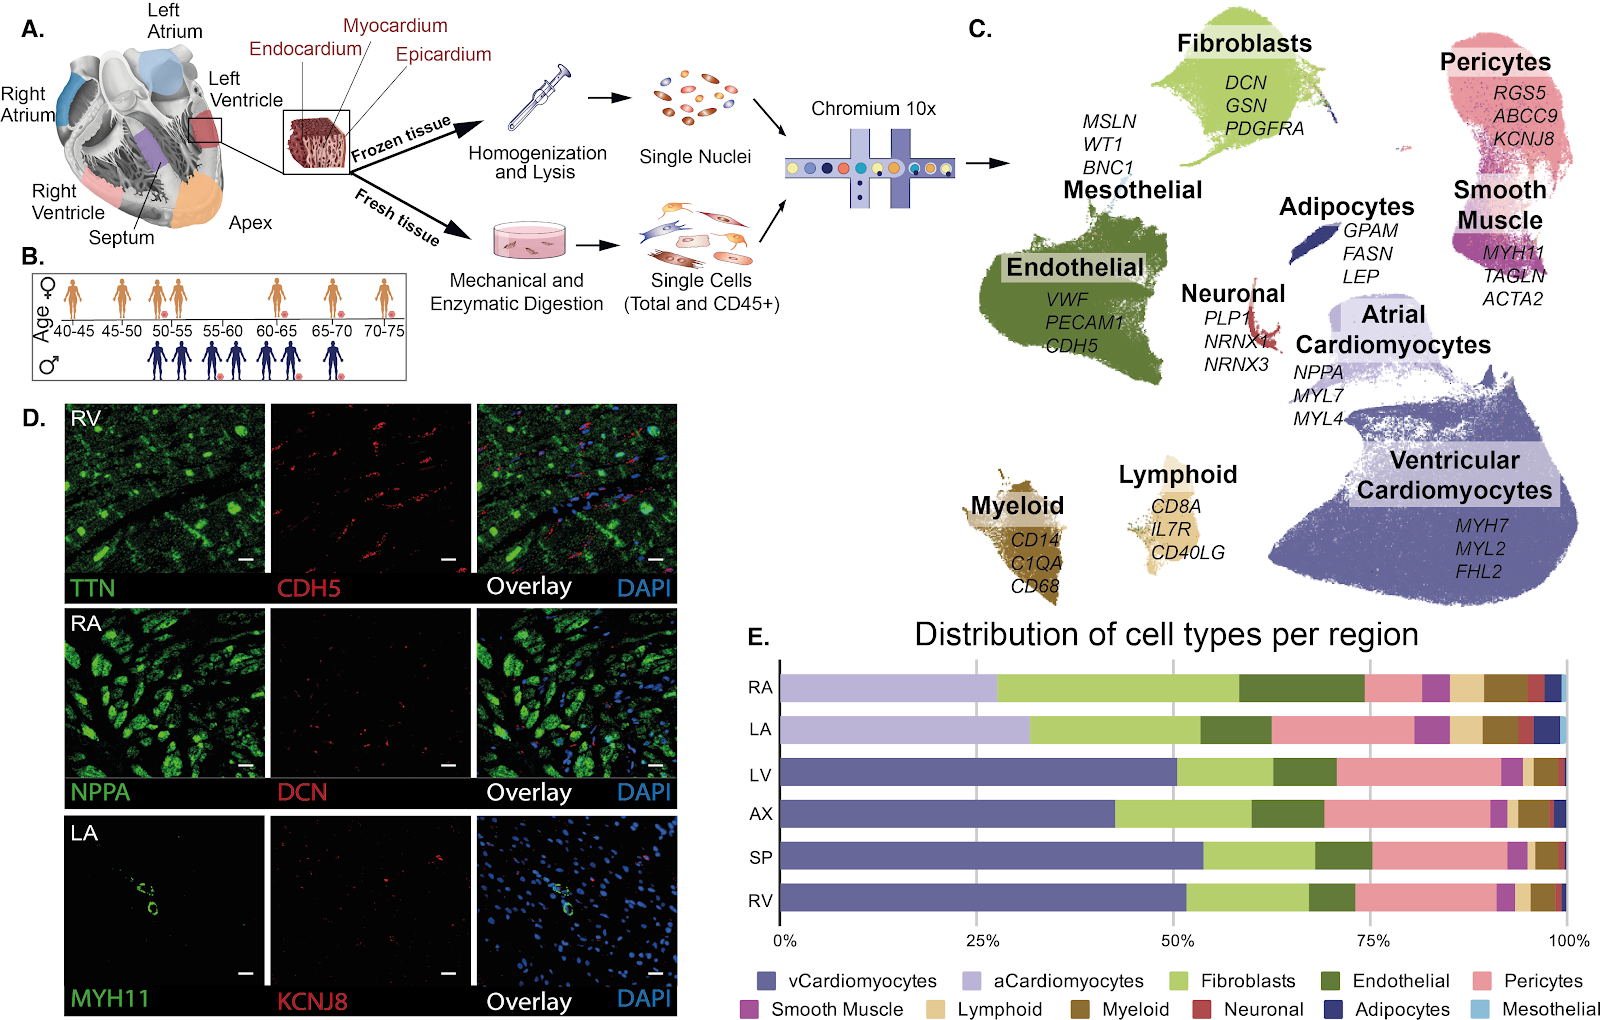 A.
Left
Atrium
Right
Atrium
Left
Ventricle
Right
Ventricle
Septum
Apex
Endocardium
Myocardium
Epicardium
Frozen tissue
Fresh tissue
Homogenization
and Lysis
Single Nuclei
Mechanical and
Enzymatic Digestion
Single Cells
(Total and CD45+)
Chromium 10x
B.
♀
Age
40-45 45-50 50-55 55-60 60-65 65-70 70-75
♂
C.
Fibroblasts
DCN
GSN
PDGFRA
Pericytes
RGS5
ABCC9
KCNJ8
MSLN
WT1
BNC1
Mesothelial
Smooth
Muscle
MYH11
TAGLN
ACTA2
Adipocytes
GPAM
FASN
LEP
Endothelial
VWF
PECAM1
CDH5
Neuronal
PLP1
NRNX1
NRNX3
Atrial
Cardiomyocytes
NPPA
MYL7
MYL4
Ventricular
Cardiomyocytes
MYH7
MYL2
FHL2
Myeloid
CD14
C1QA
CD68
Lymphoid
CD8A
IL7R
CD40LG
D.
RV
TTN CDH5 Overlay DAPI
RA
NPPA DCN Overlay DAPI
LA
MYH11 KCNJ8 Overlay DAPI
E.
Distribution of cell types per region
RA
LA
LV
AX
SP
RV
0% 25% 50% 75% 100%
vCardiomyocytes aCardiomyocytes Fibroblasts Endothelial Pericytes
Smooth Muscle Lymphoid Myeloid Neuronal Adipocytes Mesothelial